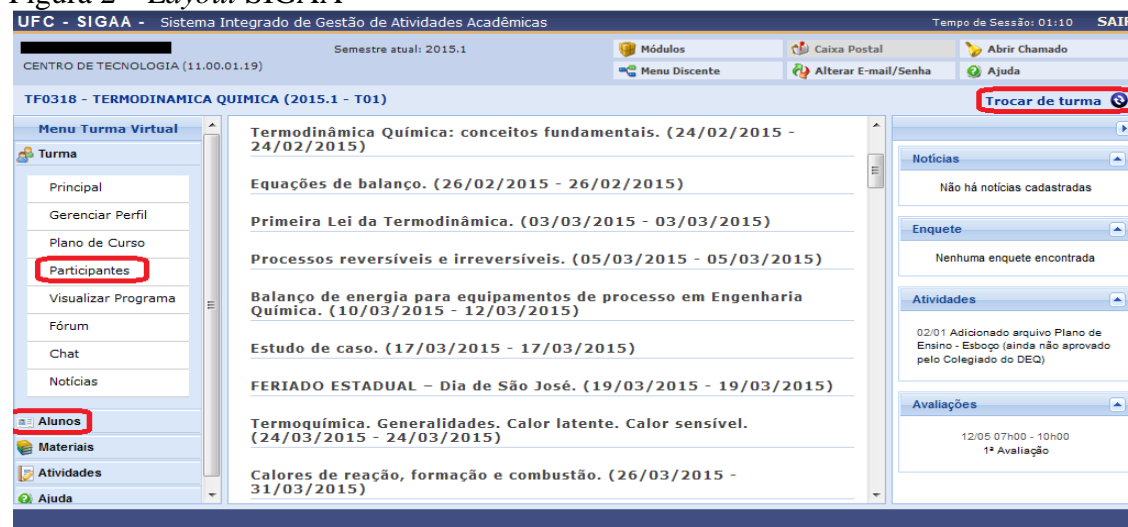 Figura 2 – Layout SIGAA
UFC - SIGAA - Sistema Integrado de Gestão de Atividades Acadêmicas
Tempo de Sessão: 01:10 SAIR
Semestre atual: 2015.1
CENTRO DE TECNOLOGIA (11.00.01.19)
Módulos
Caixa Postal
Abrir Chamado
Menu Discente
Alterar E-mail/Senha
Ajuda
TF0318 - TERMODINAMICA QUIMICA (2015.1 - T01)
Trocar de turma
Menu Turma Virtual
Turma
Principal
Gerenciar Perfil
Plano de Curso
Participantes
Visualizar Programa
Fórum
Chat
Notícias
Alunos
Materiais
Atividades
Ajuda
Termodinâmica Química: conceitos fundamentais. (24/02/2015 -
24/02/2015)
Equações de balanço. (26/02/2015 - 26/02/2015)
Primeira Lei da Termodinâmica. (03/03/2015 - 03/03/2015)
Processos reversíveis e irreversíveis. (05/03/2015 - 05/03/2015)
Balanço de energia para equipamentos de processo em Engenharia
Química. (10/03/2015 - 12/03/2015)
Estudo de caso. (17/03/2015 - 17/03/2015)
FERIADO ESTADUAL – Dia de São José. (19/03/2015 - 19/03/2015)
Termoquímica. Generalidades. Calor latente. Calor sensível.
(24/03/2015 - 24/03/2015)
Calores de reação, formação e combustão. (26/03/2015 -
31/03/2015)
Notícias
Não há notícias cadastradas
Enquete
Nenhuma enquete encontrada
Atividades
02/01 Adicionado arquivo Plano de
Ensino - Esboço (ainda não aprovado
pelo Colegiado do DEQ)
Avaliações
12/05 07h00 - 10h00
1ª Avaliação